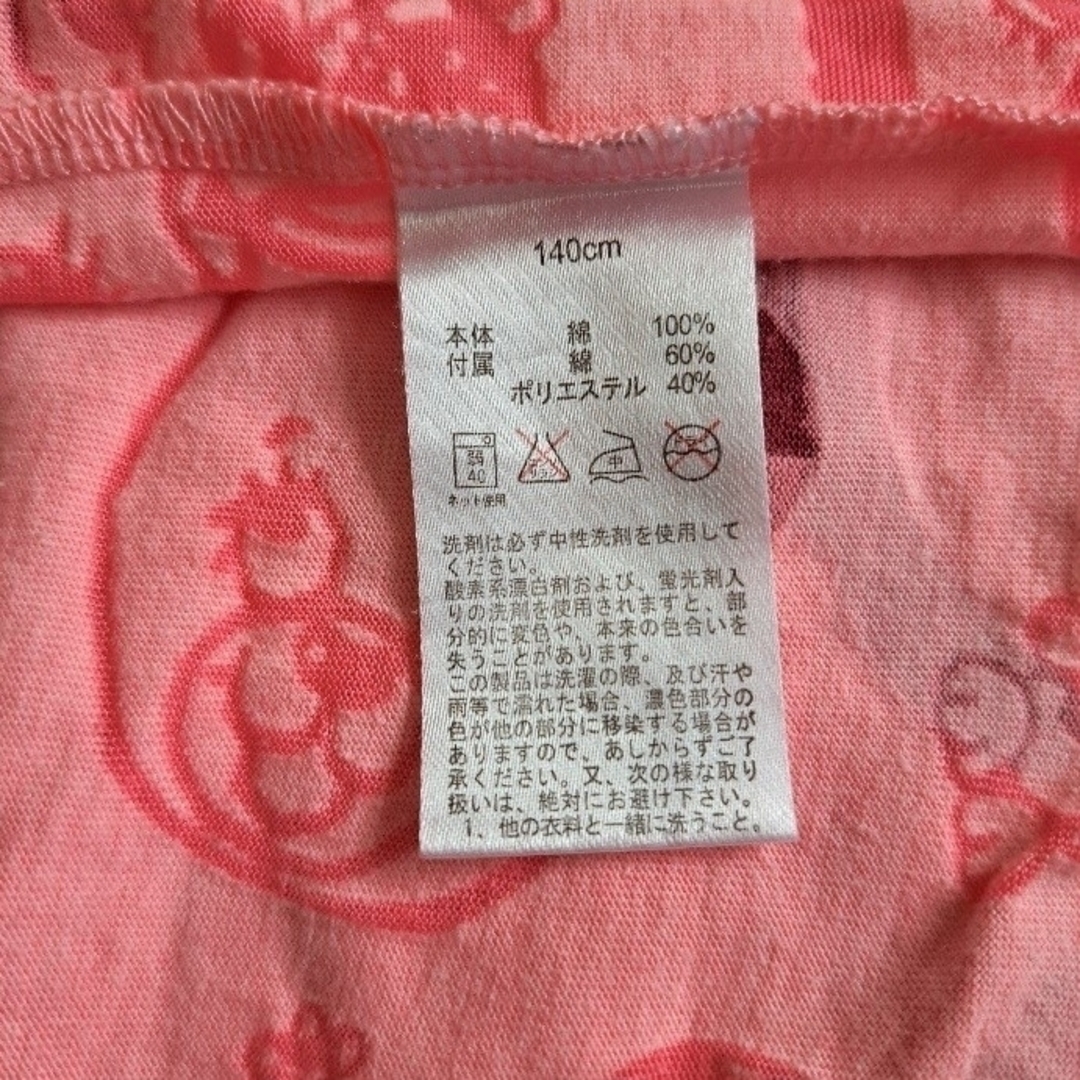 140cm
本体 綿 100%
付属 綿 60%
ポリエステル 40%
弱
40
中
ネット使用
洗剤は必ず中性洗剤を使用して
ください。
酸素系漂白剤および、蛍光剤入
りの洗剤を使用されますと、部
分的に変色や、本来の色合いを
失うことがあります。
この製品は洗濯の際、及び汗や
雨等で濡れた場合、濃色部分の
色が他の部分に移染する場合が
ありますので、あしからずご了
承ください。又、次の様な取り
扱いは、絶対にお避け下さい。
1、他の衣料と一緒に洗うこと。